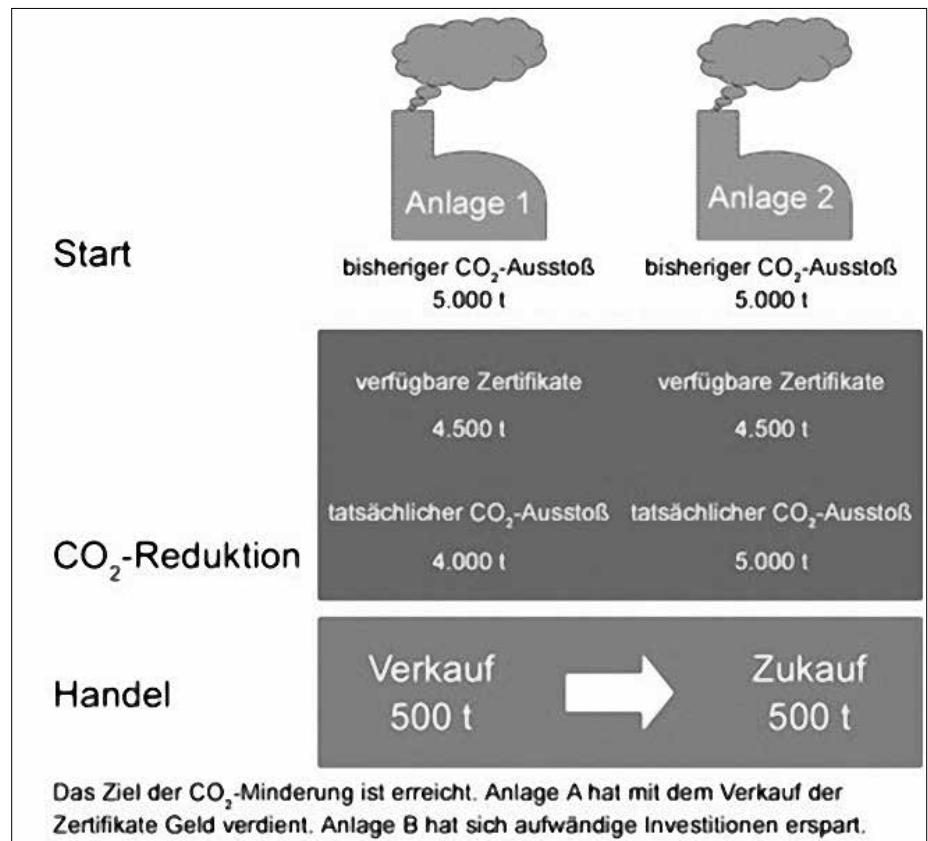 Anlage 1 Anlage 2
Start
bisheriger CO₂-Ausstoß bisheriger CO₂-Ausstoß
5.000 t 5.000 t
verfügbare Zertifikate verfügbare Zertifikate
4.500 t 4.500 t
tatsächlicher CO₂-Ausstoß tatsächlicher CO₂-Ausstoß
CO₂-Reduktion
4.000 t 5.000 t
Verkauf Zukauf
Handel
500 t 500 t
Das Ziel der CO₂-Minderung ist erreicht. Anlage A hat mit dem Verkauf der
Zertifikate Geld verdient. Anlage B hat sich aufwändige Investitionen erspart.